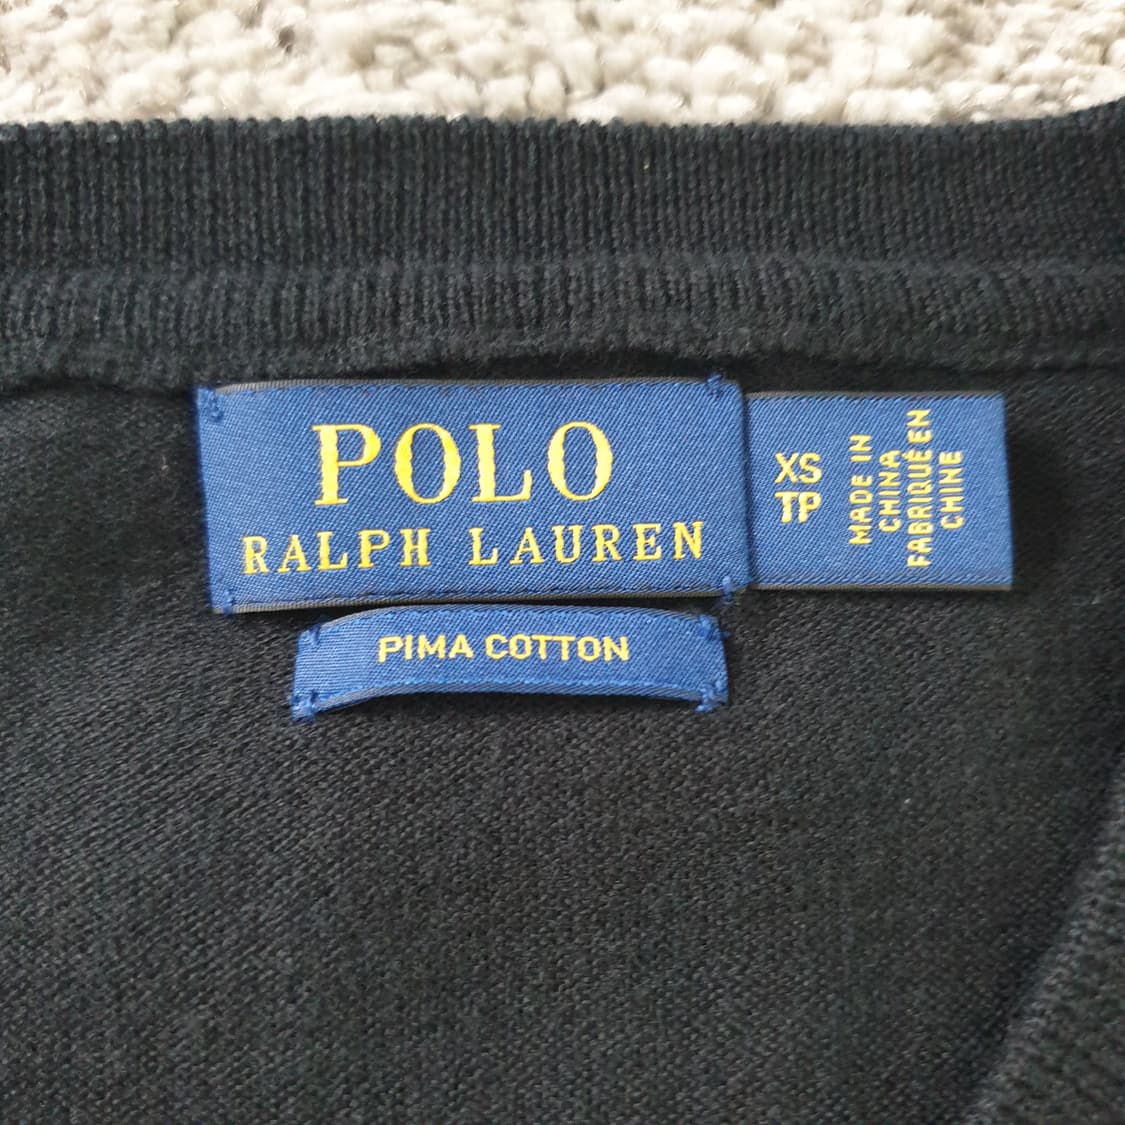 POLO
RALPH LAUREN
PIMA COTTON
XS
TP
MADE IN
CHINA
FABRIQUÉ EN
CHINE